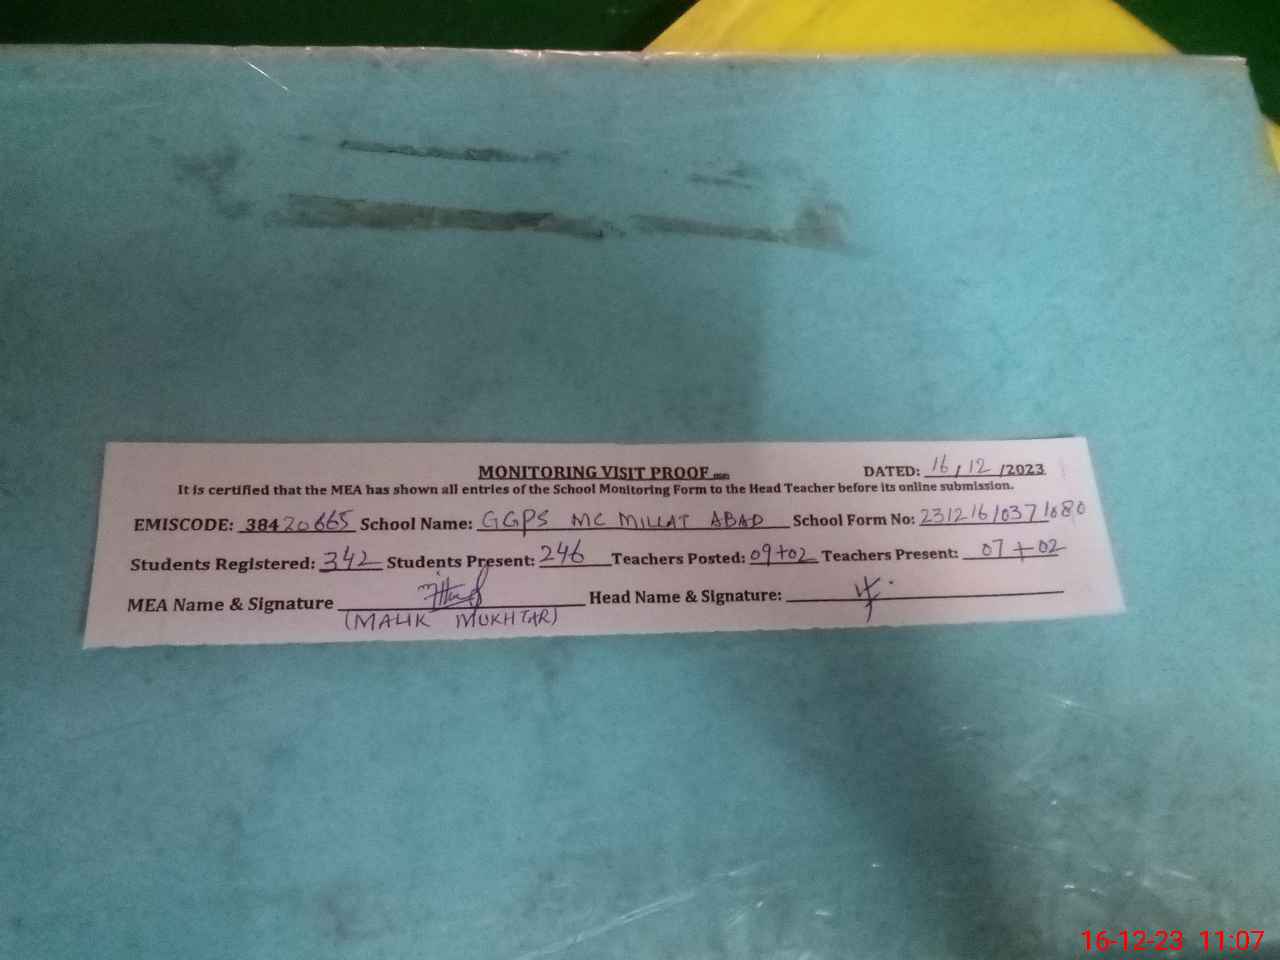 MONITORING VISIT PROOF DATED: 16/12/2023
It is certified that the MEA has shown all entries of the School Monitoring Form to the Head Teacher before its online submission.
EMISCODE: 38420665 School Name: GGPS MC MILLAT ABAD School Form No: 231216103711080
Students Registered: 342 Students Present: 246 Teachers Posted: 09+02 Teachers Present: 07+02
MEA Name & Signature Head Name & Signature:
(MALIK MUKHTAR)
16-12-23 11:07